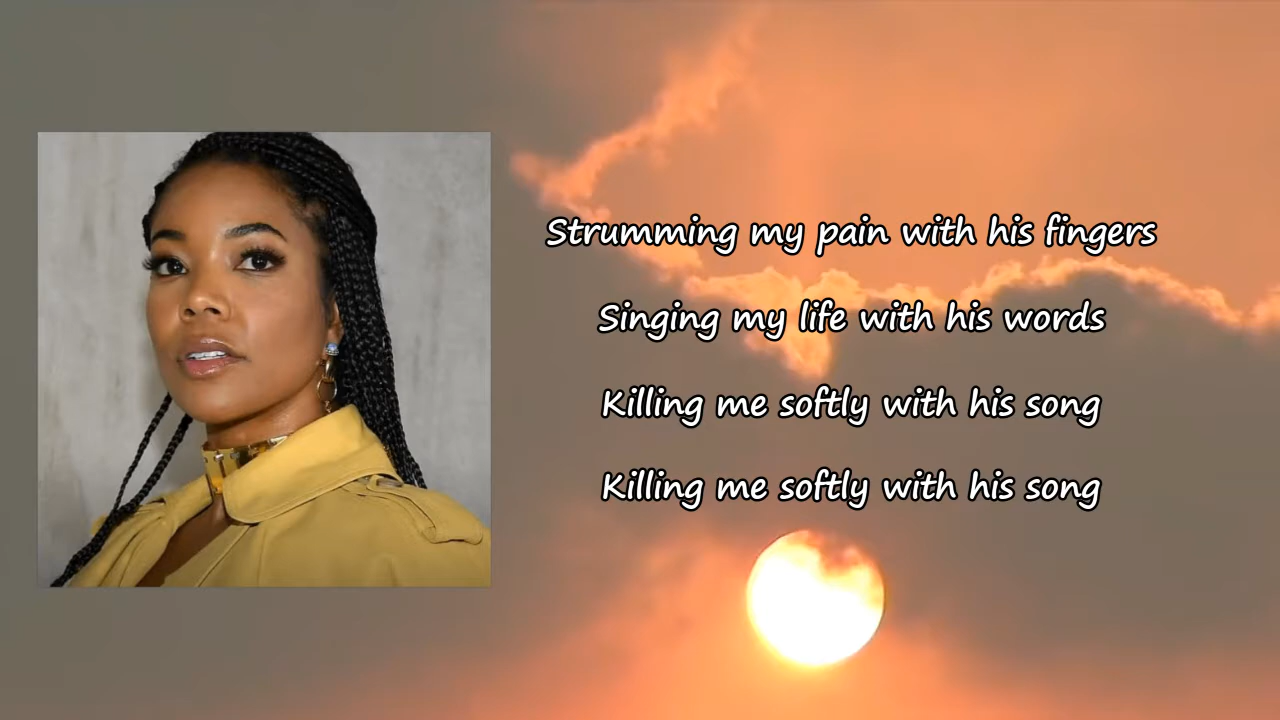 Strumming my pain with his fingers
Singing my life with his words
Killing me softly with his song
Killing me softly with his song